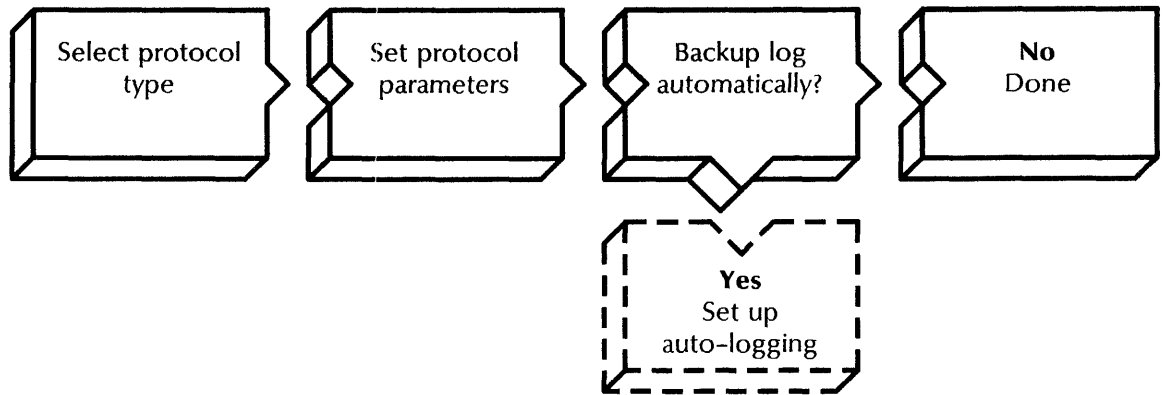 Select protocol
type
Set protocol
parameters
Backup log
automatically?
No
Done
Yes
Set up
auto-logging